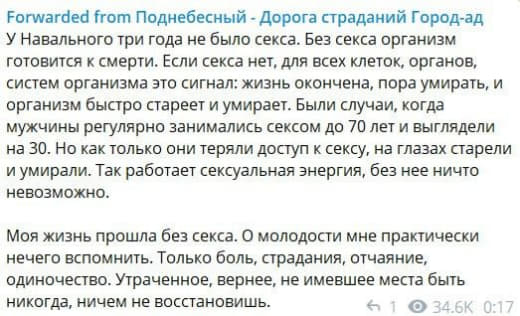 Forwarded from Поднебесный - Дорога страданий Город-ад
У Навального три года не было секса. Без секса организм
готовится к смерти. Если секса нет, для всех клеток, органов,
систем организма это сигнал: жизнь окончена, пора умирать, и
организм быстро стареет и умирает. Были случаи, когда
мужчины регулярно занимались сексом до 70 лет и выглядели
на 30. Но как только они теряли доступ к сексу, на глазах старели
и умирали. Так работает сексуальная энергия, без нее ничто
невозможно.
Моя жизнь прошла без секса. О молодости мне практически
нечего вспомнить. Только боль, страдания, отчаяние,
одиночество. Утраченное, вернее, не имевшее места быть
никогда, ничем не восстановишь.
1 34.6K 0:17